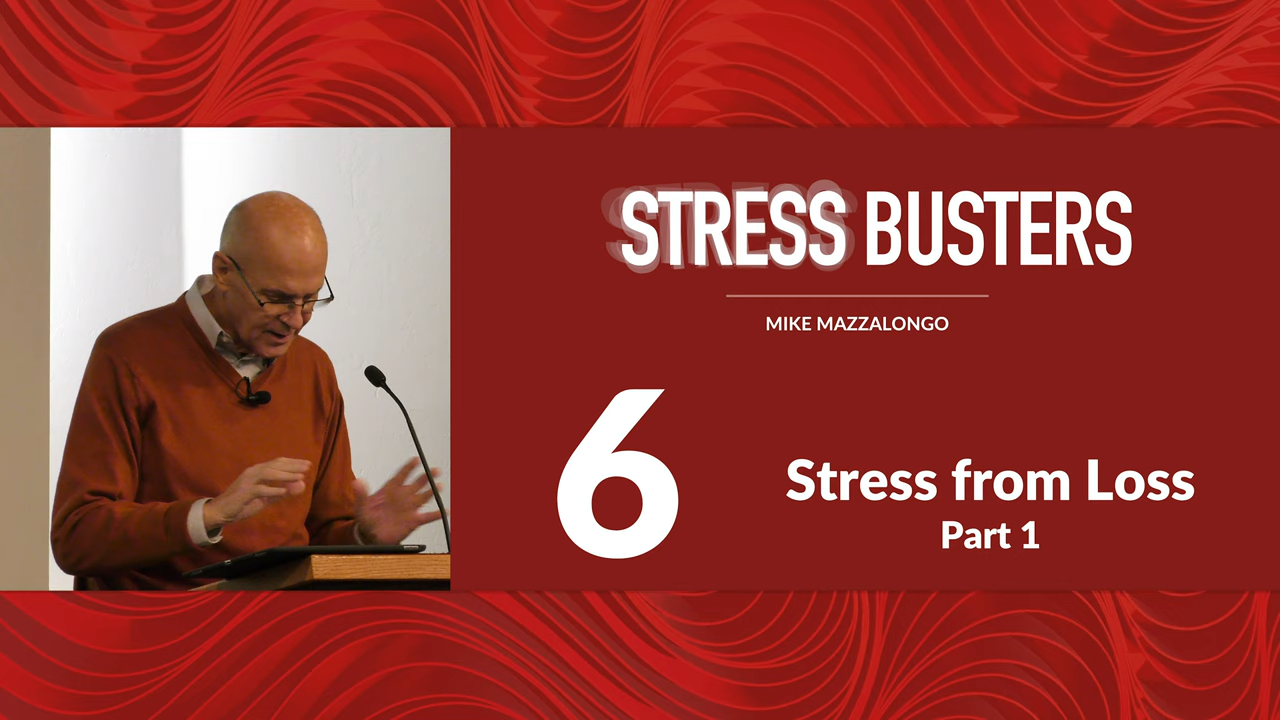 STRESS BUSTERS
MIKE MAZZALONGO
6
Stress from Loss
Part 1